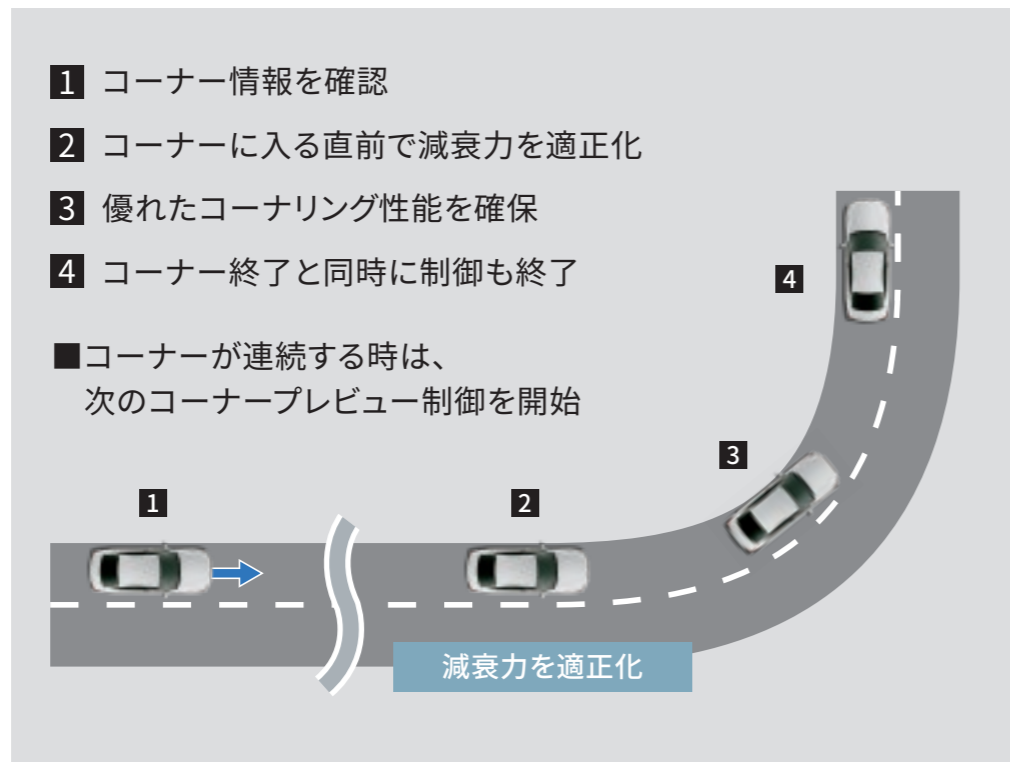 1 コーナー情報を確認
2 コーナーに入る直前で減衰力を適正化
3 優れたコーナリング性能を確保
4 コーナー終了と同時に制御も終了
■コーナーが連続する時は、
次のコーナープレビュー制御を開始
4
3
1
2
減衰力を適正化